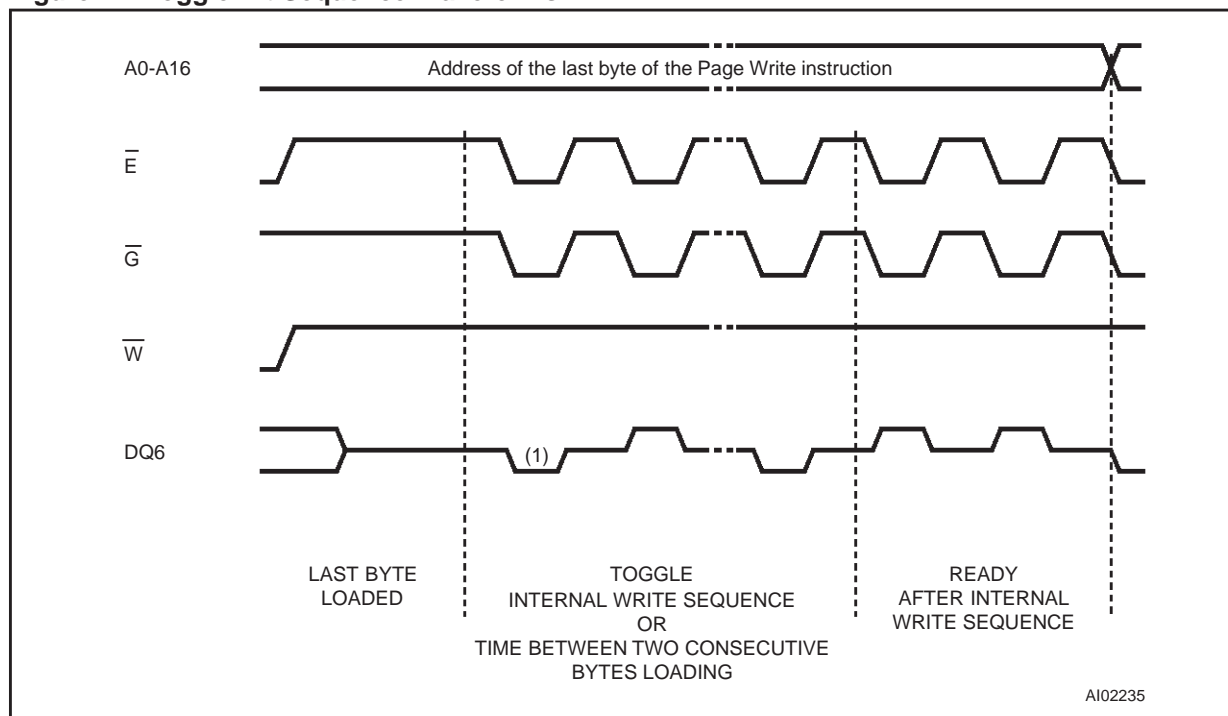 A0-A16
Address of the last byte of the Page Write instruction
E
G
W
DQ6
(1)
LAST BYTE
LOADED
TOGGLE
INTERNAL WRITE SEQUENCE
OR
TIME BETWEEN TWO CONSECUTIVE
BYTES LOADING
READY
AFTER INTERNAL
WRITE SEQUENCE
AI02235